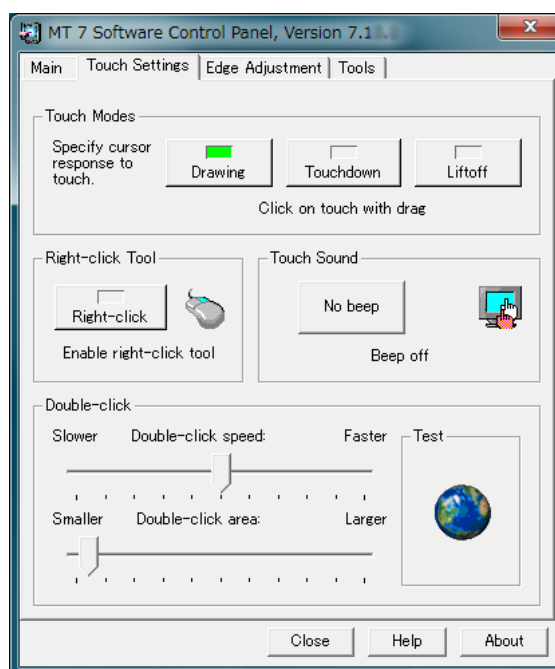 MT 7 Software Control Panel, Version 7.1
Main Touch Settings Edge Adjustment Tools
Touch Modes
Specify cursor
response to
touch.
Drawing Touchdown Liftoff
Click on touch with drag
Right-click Tool
Right-click
Enable right-click tool
Touch Sound
No beep
Beep off
Double-click
Slower Double-click speed: Faster
Smaller Double-click area: Larger
Test
Close Help About